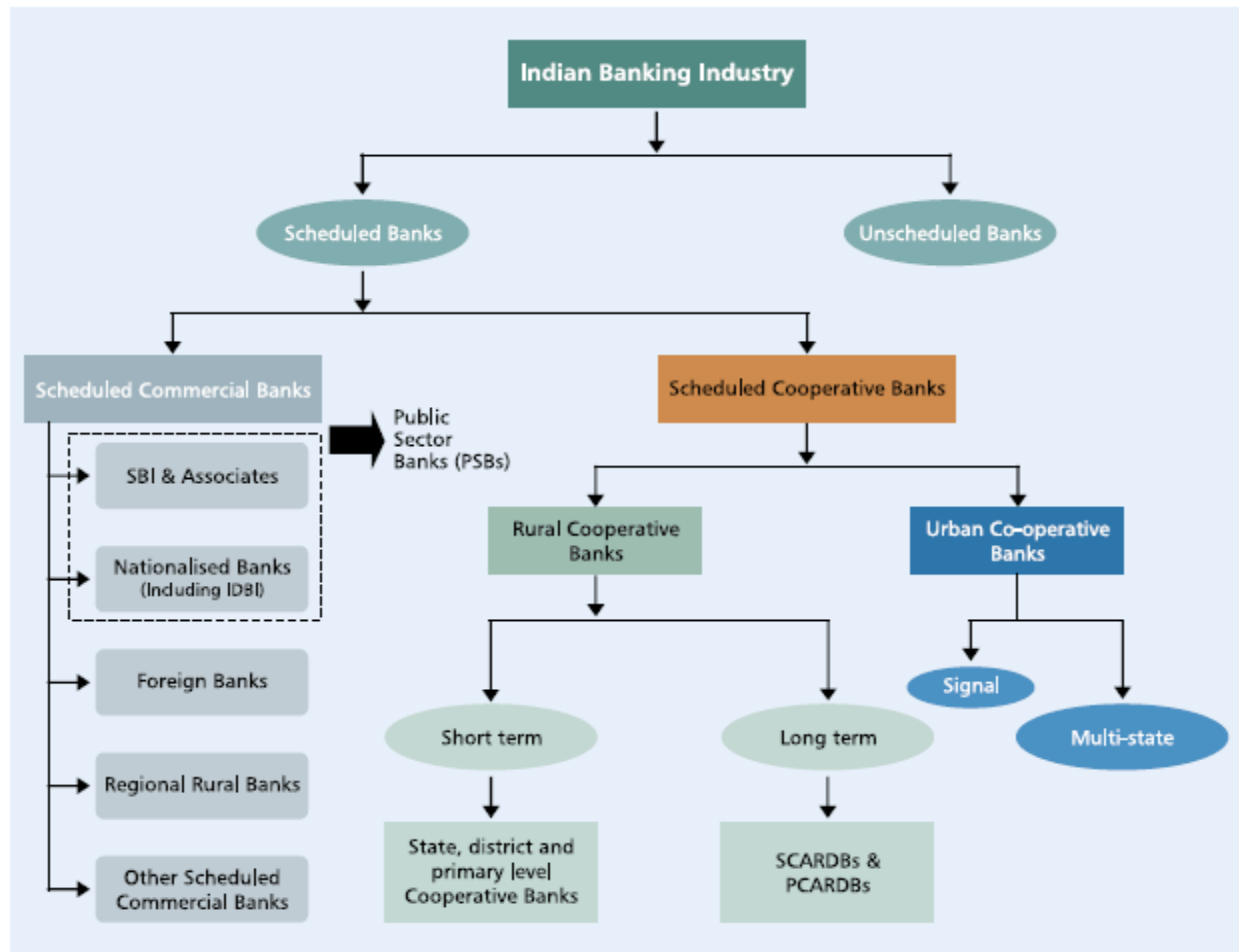 Indian Banking Industry
Scheduled Banks
Unscheduled Banks
Scheduled Commercial Banks
Scheduled Cooperative Banks
Public
Sector
Banks (PSBs)
SBI & Associates
Nationalised Banks
(Including IDBI)
Foreign Banks
Regional Rural Banks
Other Scheduled
Commercial Banks
Rural Cooperative
Banks
Urban Co-operative
Banks
Short term
Long term
Signal
Multi-state
State, district and
primary level
Cooperative Banks
SCARDBs &
PCARDBs